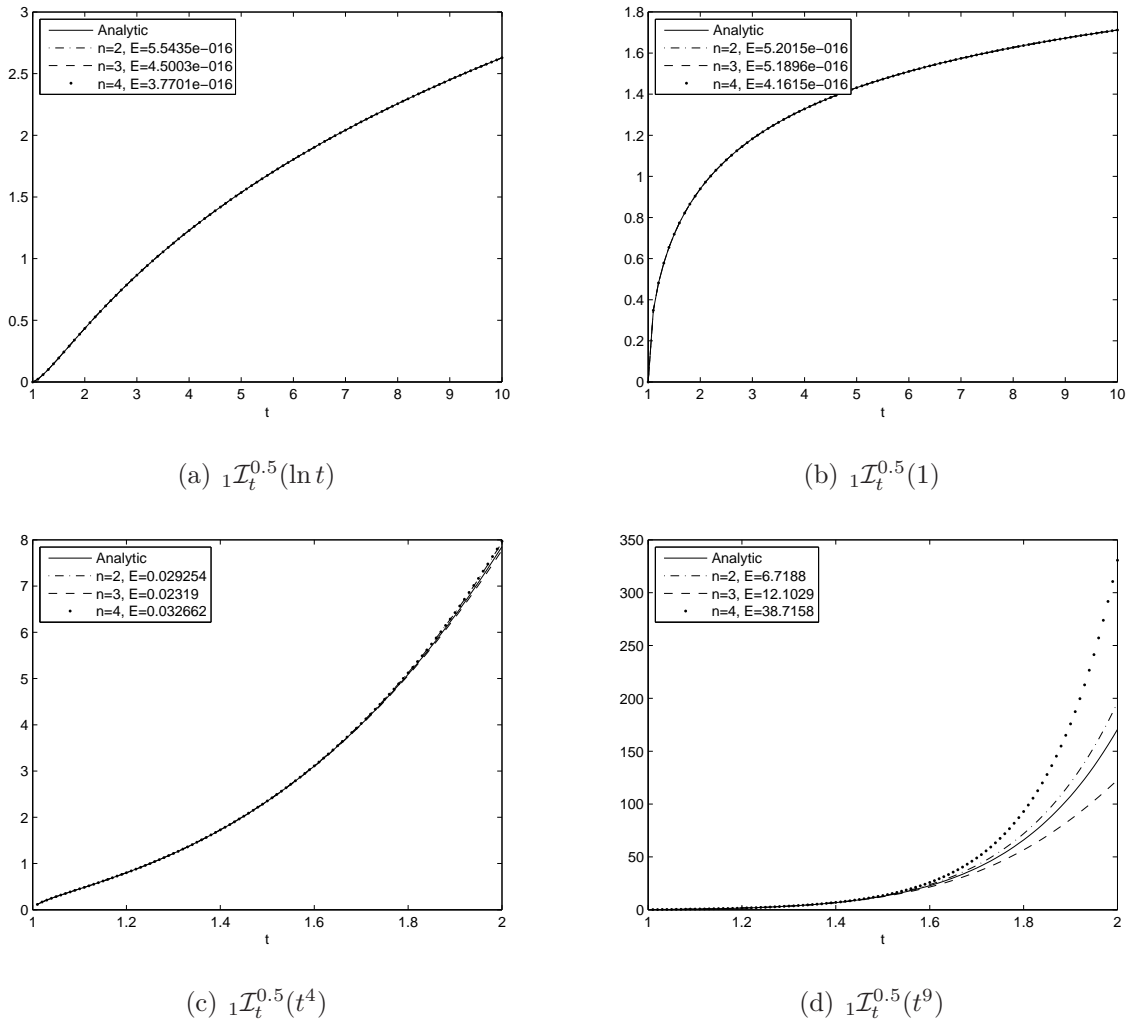 3
2.5
2
1.5
1
0.5
0
Analytic
n=2, E=5.5435e-016
n=3, E=4.5003e-016
n=4, E=3.7701e-016
1 2 3 4 5 6 7 8 9 10
t
(a) ₁ℐₜ^{0.5}(ln t)
1.8
1.6
1.4
1.2
1
0.8
0.6
0.4
0.2
0
Analytic
n=2, E=5.2015e-016
n=3, E=5.1896e-016
n=4, E=4.1615e-016
1 2 3 4 5 6 7 8 9 10
t
(b) ₁ℐₜ^{0.5}(1)
8
7
6
5
4
3
2
1
0
Analytic
n=2, E=0.029254
n=3, E=0.02319
n=4, E=0.032662
1 1.2 1.4 1.6 1.8 2
t
(c) ₁ℐₜ^{0.5}(t⁴)
350
300
250
200
150
100
50
0
Analytic
n=2, E=6.7188
n=3, E=12.1029
n=4, E=38.7158
1 1.2 1.4 1.6 1.8 2
t
(d) ₁ℐₜ^{0.5}(t⁹)